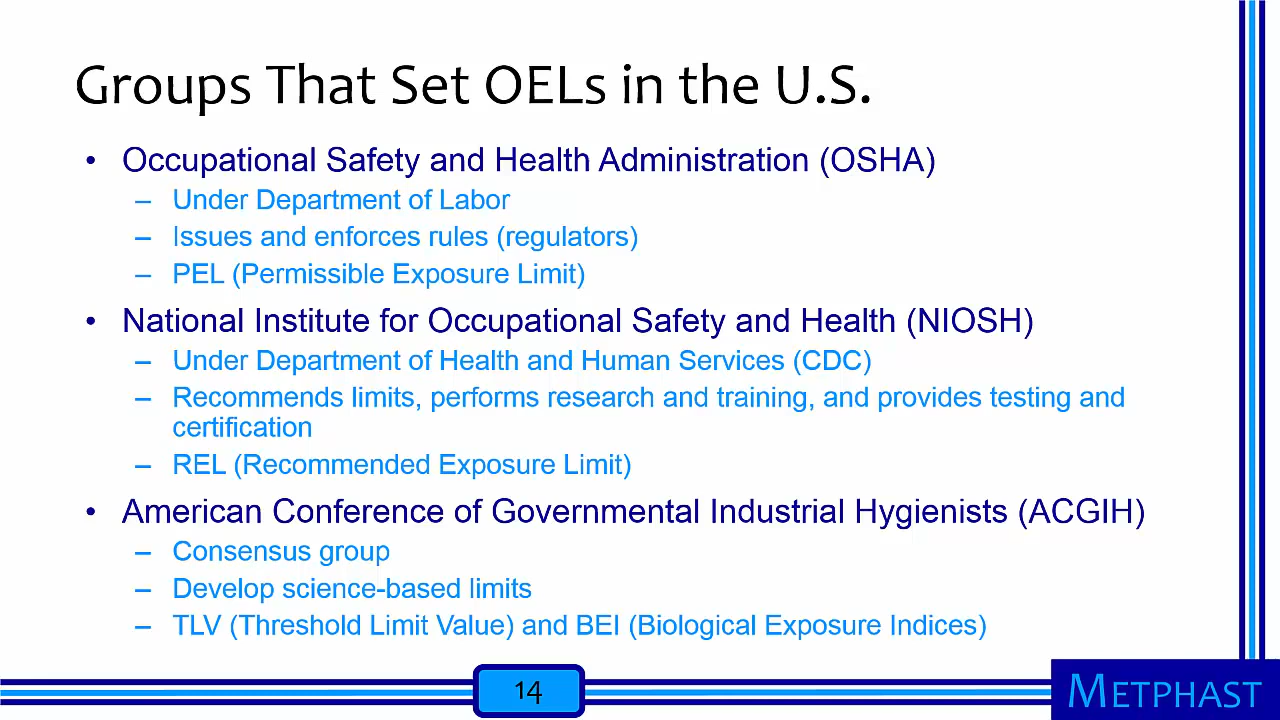 Groups That Set OELs in the U.S.
• Occupational Safety and Health Administration (OSHA)
– Under Department of Labor
– Issues and enforces rules (regulators)
– PEL (Permissible Exposure Limit)
• National Institute for Occupational Safety and Health (NIOSH)
– Under Department of Health and Human Services (CDC)
– Recommends limits, performs research and training, and provides testing and
certification
– REL (Recommended Exposure Limit)
• American Conference of Governmental Industrial Hygienists (ACGIH)
– Consensus group
– Develop science-based limits
– TLV (Threshold Limit Value) and BEI (Biological Exposure Indices)
14
METPHAST